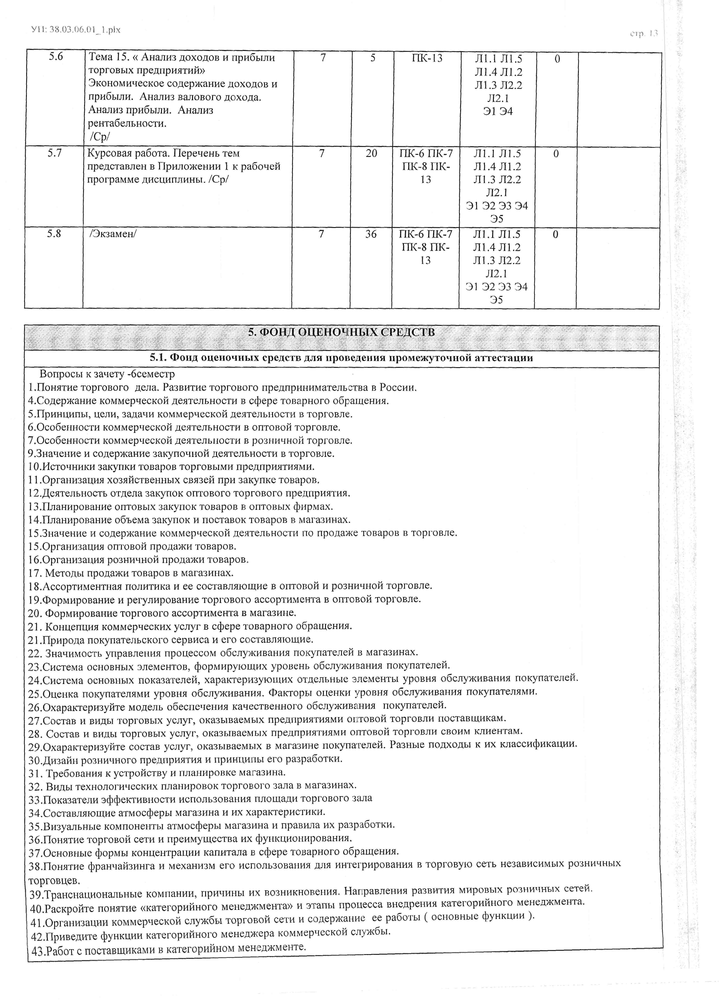 УП: 38.03.06.01_1.plx
стр. 13
5.6
Тема 15. « Анализ доходов и прибыли
торговых предприятий»
Экономическое содержание доходов и
прибыли. Анализ валового дохода.
Анализ прибыли. Анализ
рентабельности.
/Ср/
7
5
ПК-13
Л1.1 Л1.5
Л1.4 Л1.2
Л1.3 Л2.2
Л2.1
Э1 Э4
0
5.7
Курсовая работа. Перечень тем
представлен в Приложении 1 к рабочей
программе дисциплины. /Ср/
7
20
ПК-6 ПК-7
ПК-8 ПК-
13
Л1.1 Л1.5
Л1.4 Л1.2
Л1.3 Л2.2
Л2.1
Э1 Э2 Э3 Э4
Э5
0
5.8
/Экзамен/
7
36
ПК-6 ПК-7
ПК-8 ПК-
13
Л1.1 Л1.5
Л1.4 Л1.2
Л1.3 Л2.2
Л2.1
Э1 Э2 Э3 Э4
Э5
0
5. ФОНД ОЦЕНОЧНЫХ СРЕДСТВ
5.1. Фонд оценочных средств для проведения промежуточной аттестации
Вопросы к зачету -6семестр
1.Понятие торгового дела. Развитие торгового предпринимательства в России.
4.Содержание коммерческой деятельности в сфере товарного обращения.
5.Принципы, цели, задачи коммерческой деятельности в торговле.
6.Особенности коммерческой деятельности в оптовой торговле.
7.Особенности коммерческой деятельности в розничной торговле.
9.Значение и содержание закупочной деятельности в торговле.
10.Источники закупки товаров торговыми предприятиями.
11.Организация хозяйственных связей при закупке товаров.
12.Деятельность отдела закупок оптового торгового предприятия.
13.Планирование оптовых закупок товаров в оптовых фирмах.
14.Планирование объема закупок и поставок товаров в магазинах.
15.Значение и содержание коммерческой деятельности по продаже товаров в торговле.
15.Организация оптовой продажи товаров.
16.Организация розничной продажи товаров.
17. Методы продажи товаров в магазинах.
18.Ассортиментная политика и ее составляющие в оптовой и розничной торговле.
19.Формирование и регулирование торгового ассортимента в оптовой торговле.
20. Формирование торгового ассортимента в магазине.
21. Концепция коммерческих услуг в сфере товарного обращения.
21.Природа покупательского сервиса и его составляющие.
22. Значимость управления процессом обслуживания покупателей в магазинах.
23.Система основных элементов, формирующих уровень обслуживания покупателей.
24.Система основных показателей, характеризующих отдельные элементы уровня обслуживания покупателей.
25.Оценка покупателями уровня обслуживания. Факторы оценки уровня обслуживания покупателями.
26.Охарактеризуйте модель обеспечения качественного обслуживания покупателей.
27.Состав и виды торговых услуг, оказываемых предприятиями оптовой торговли поставщикам.
28. Состав и виды торговых услуг, оказываемых предприятиями оптовой торговли своим клиентам.
29.Охарактеризуйте состав услуг, оказываемых в магазине покупателей. Разные подходы к их классификации.
30.Дизайн розничного предприятия и принципы его разработки.
31. Требования к устройству и планировке магазина.
32. Виды технологических планировок торгового зала в магазинах.
33.Показатели эффективности использования площади торгового зала
34.Составляющие атмосферы магазина и их характеристики.
35.Визуальные компоненты атмосферы магазина и правила их разработки.
36.Понятие торговой сети и преимущества их функционирования.
37.Основные формы концентрации капитала в сфере товарного обращения.
38.Понятие франчайзинга и механизм его использования для интегрирования в торговую сеть независимых розничных
торговцев.
39.Транснациональные компании, причины их возникновения. Направления развития мировых розничных сетей.
40.Раскройте понятие «категорийного менеджмента» и этапы процесса внедрения категорийного менеджмента.
41.Организации коммерческой службы торговой сети и содержание ее работы ( основные функции ).
42.Приведите функции категорийного менеджера коммерческой службы.
43.Работ с поставщиками в категорийном менеджменте.